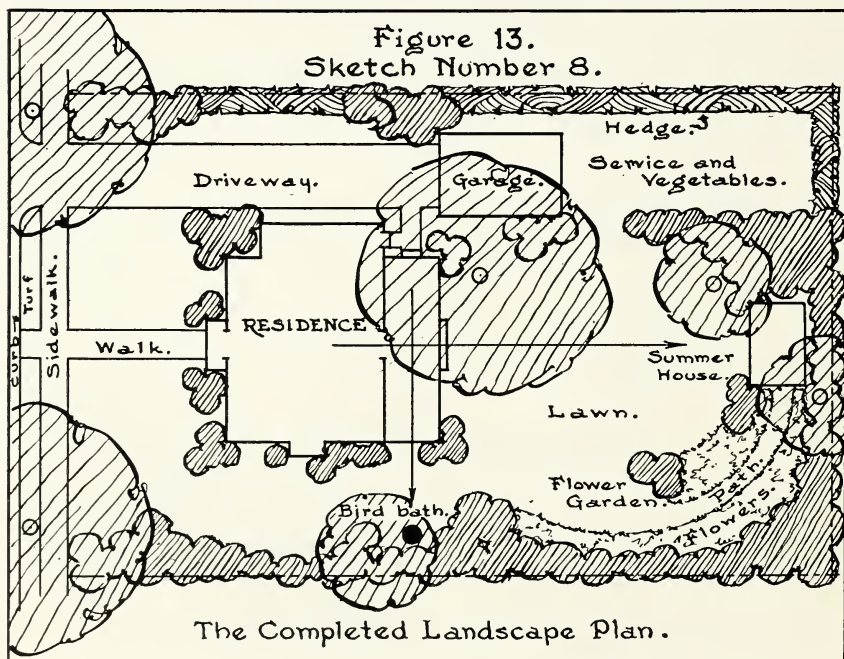 Figure 13.
Sketch Number 8.
Hedge.
Service and
Vegetables.
Driveway.
Garage.
Curb
Turf
Sidewalk.
Walk.
RESIDENCE
Summer
House.
Lawn.
Flower
Garden.
Path.
Flowers.
Bird bath.
The Completed Landscape Plan.